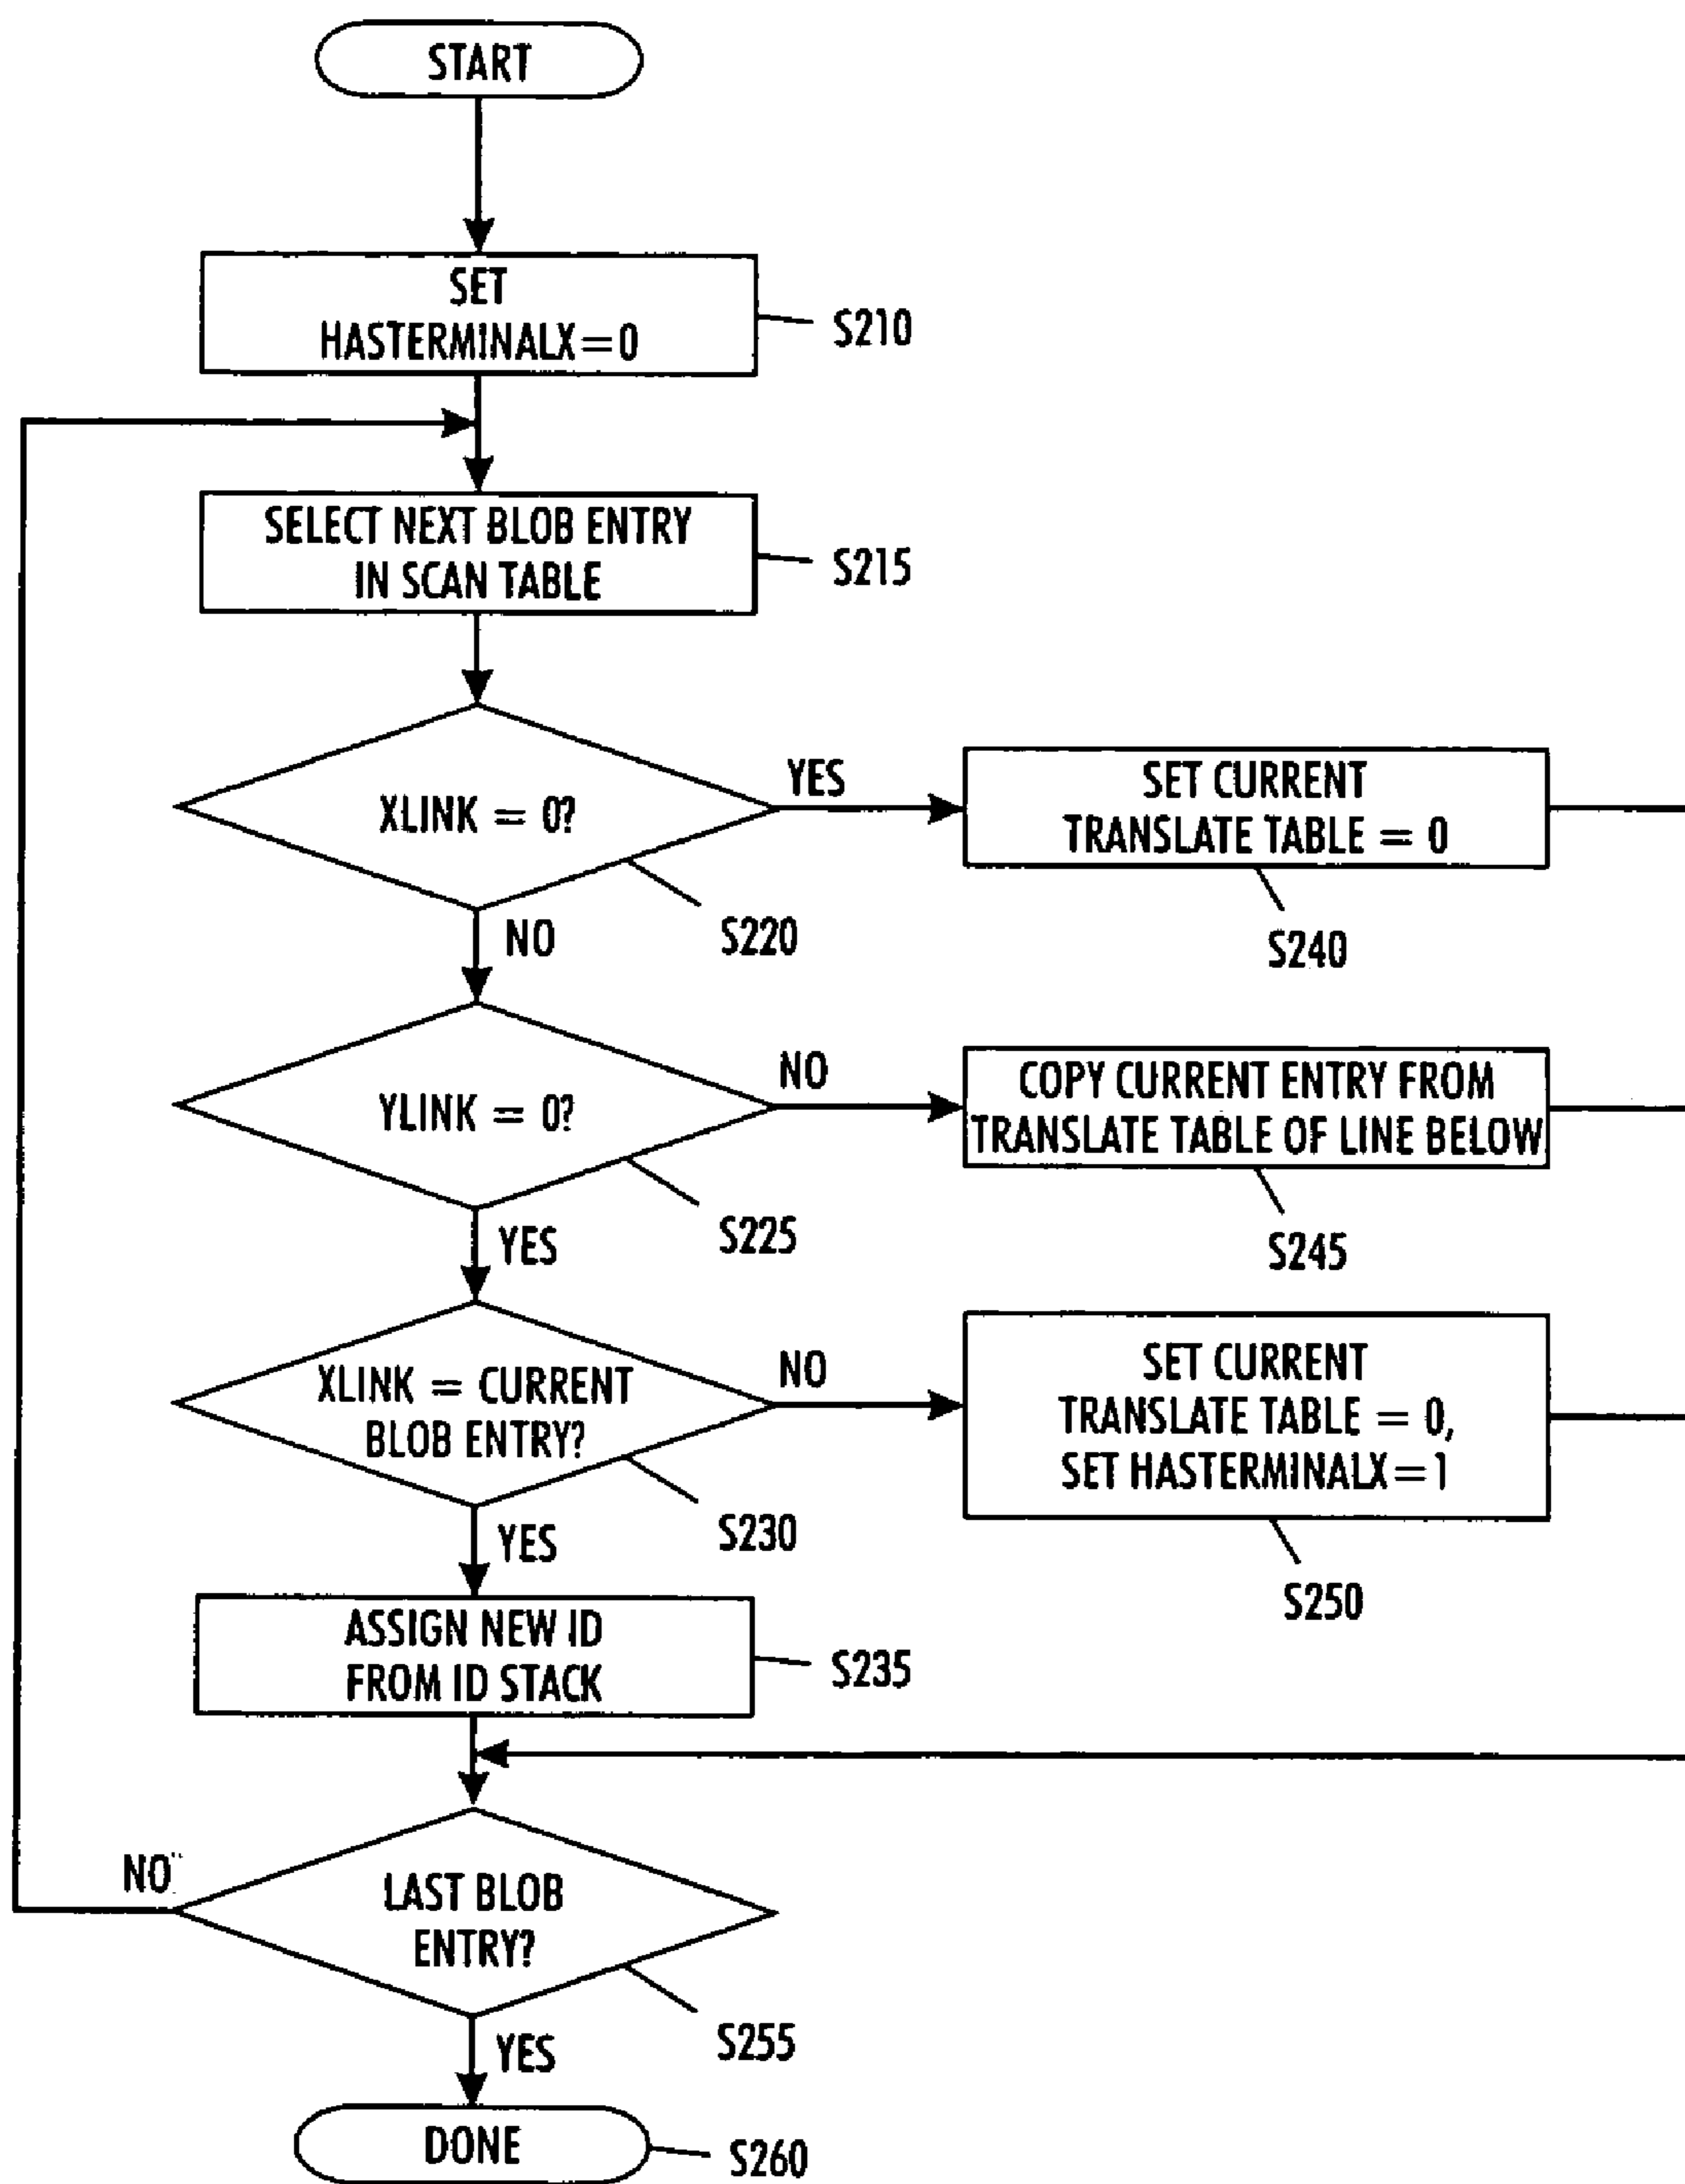 START
SET
HASTERMINALX=0
S210
SELECT NEXT BLOB ENTRY
IN SCAN TABLE
S215
XLINK = 0?
YES
S220
NO
SET CURRENT
TRANSLATE TABLE = 0
S240
YLINK = 0?
NO
S225
YES
COPY CURRENT ENTRY FROM
TRANSLATE TABLE OF LINE BELOW
S245
XLINK = CURRENT
BLOB ENTRY?
NO
S230
YES
SET CURRENT
TRANSLATE TABLE = 0,
SET HASTERMINALX=1
S250
ASSIGN NEW ID
FROM ID STACK
S235
LAST BLOB
ENTRY?
NO
S255
YES
DONE
S260